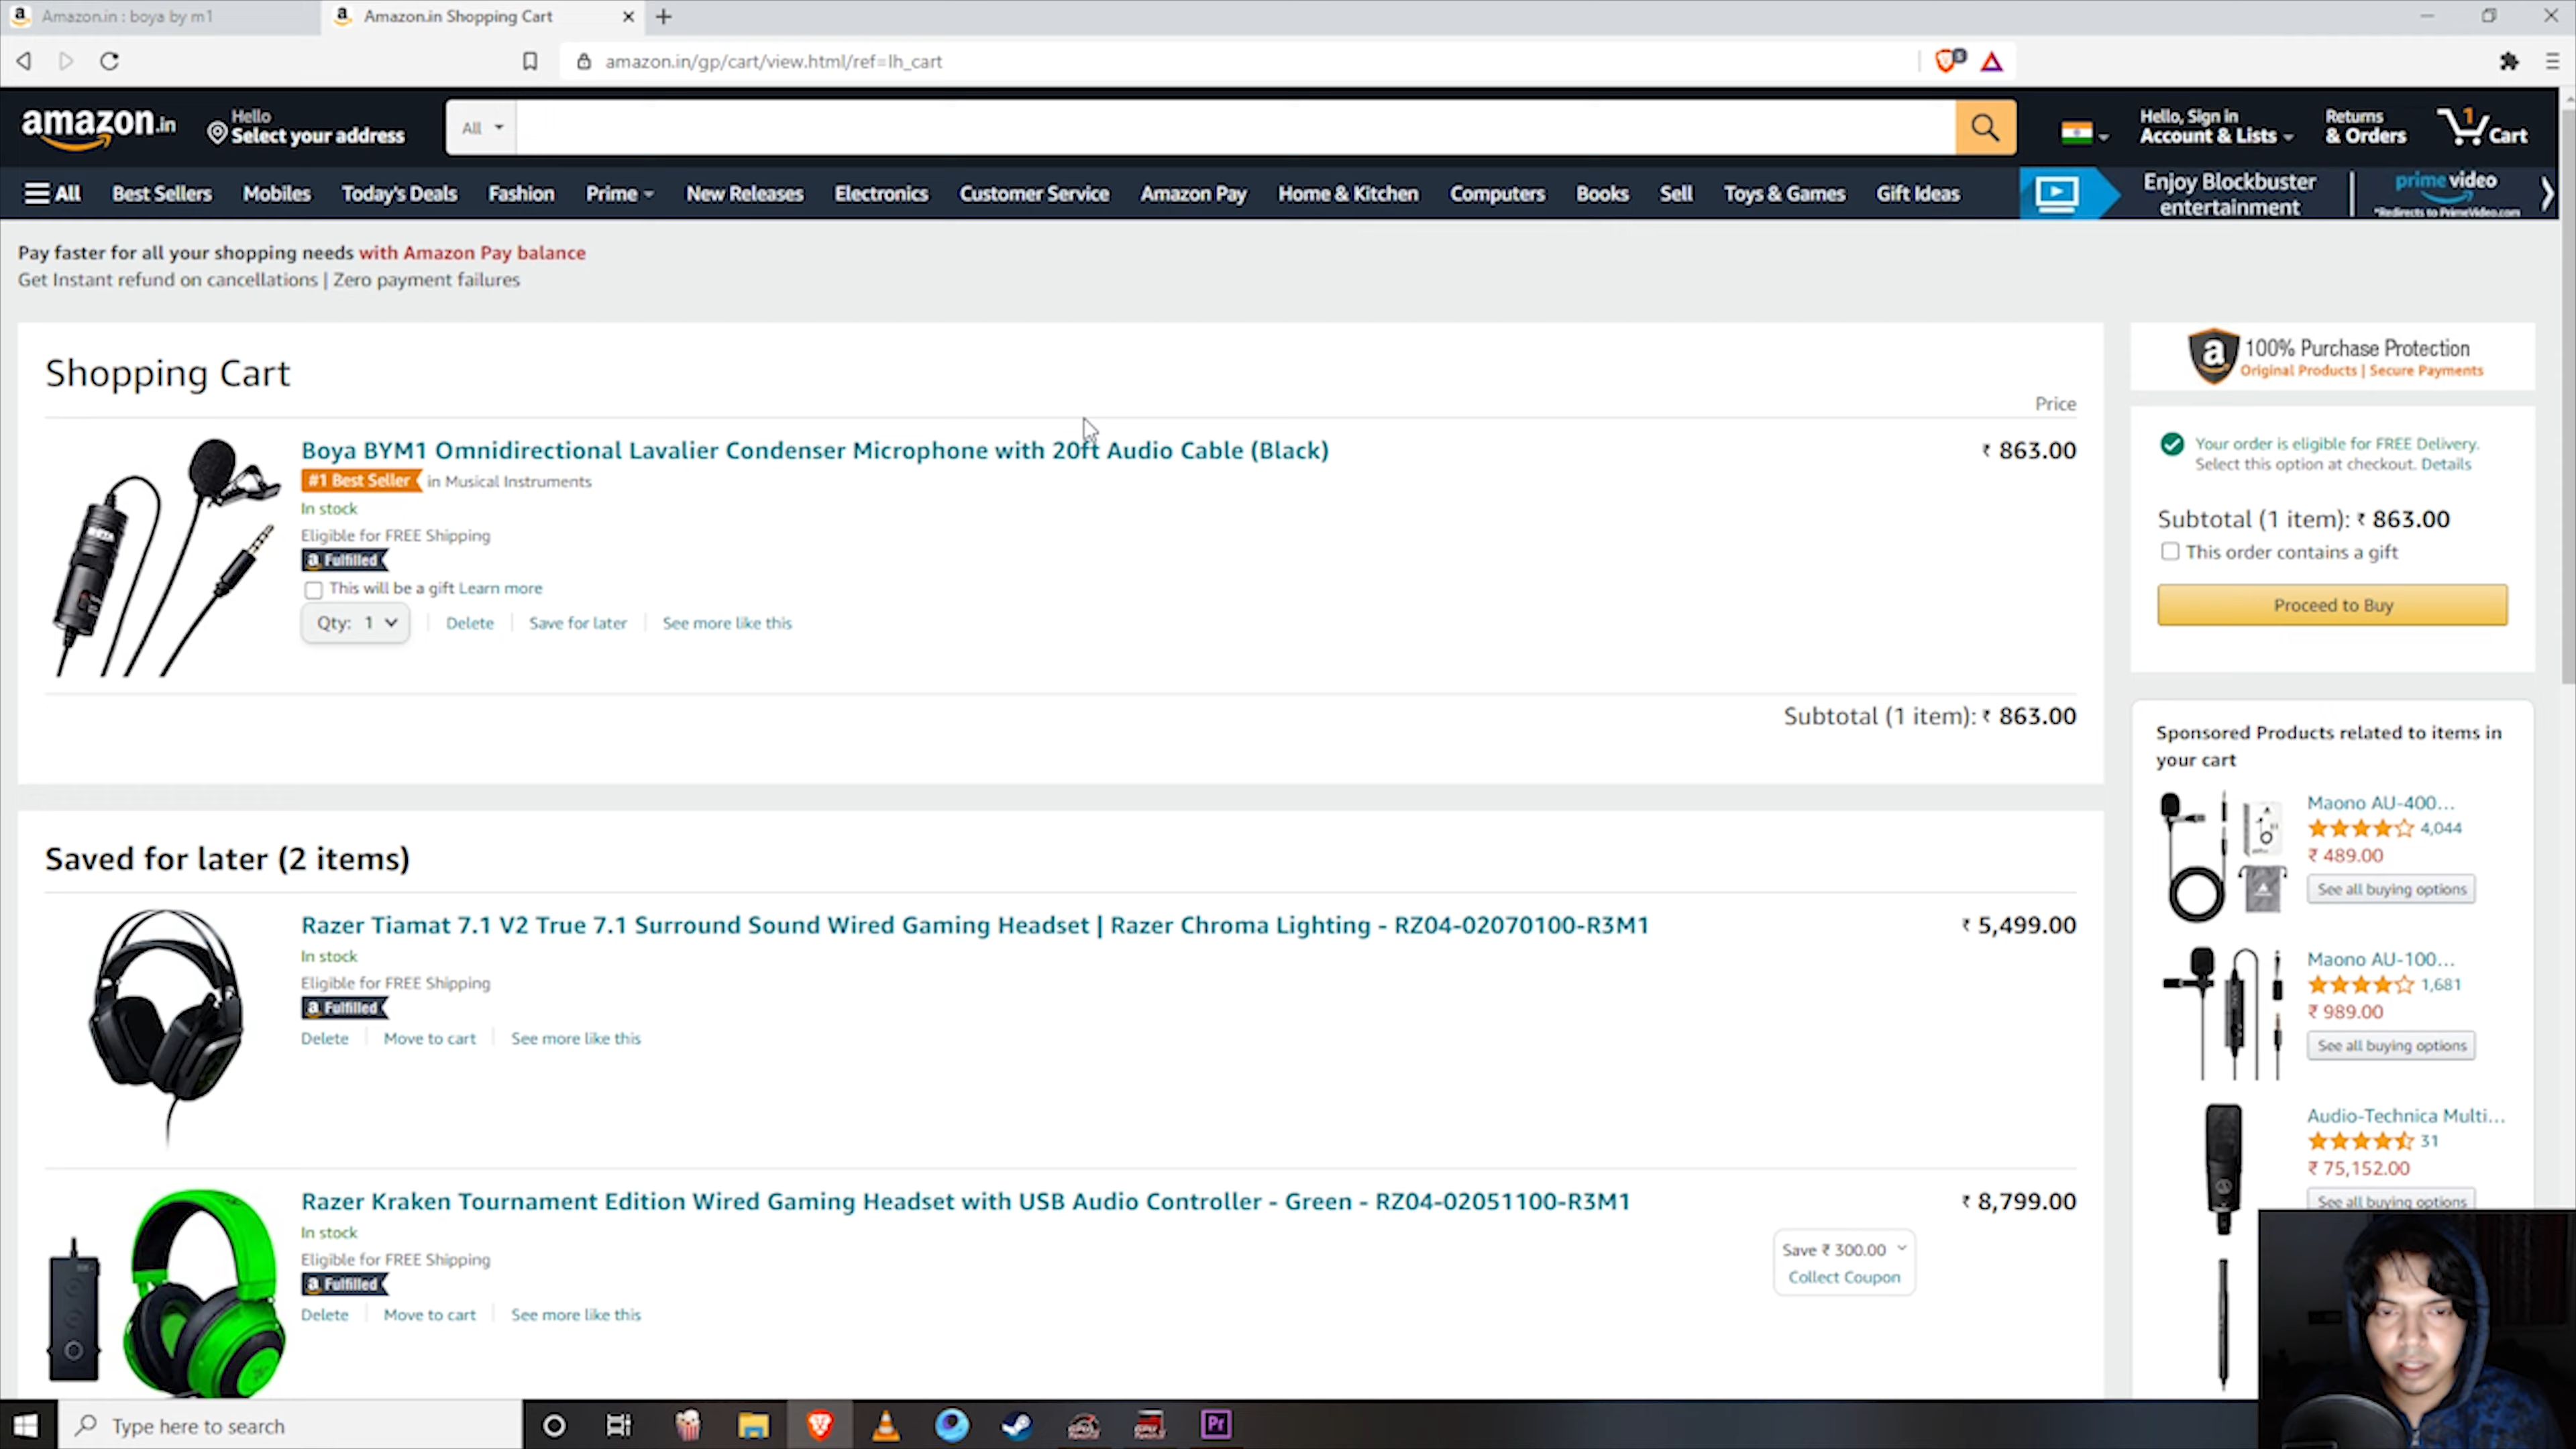 Amazon.in : boya by m1
Amazon.in Shopping Cart
amazon.in/gp/cart/view.html/ref=lh_cart
amazon.in
Hello
Select your address
All
Hello, Sign in
Account & Lists
Returns
& Orders
1
Cart
All
Best Sellers
Mobiles
Today's Deals
Fashion
Prime
New Releases
Electronics
Customer Service
Amazon Pay
Home & Kitchen
Computers
Books
Sell
Toys & Games
Gift Ideas
Enjoy Blockbuster
entertainment
prime video
*Redirects to PrimeVideo.com
Pay faster for all your shopping needs with Amazon Pay balance
Get Instant refund on cancellations | Zero payment failures
Shopping Cart
Price
Boya BYM1 Omnidirectional Lavalier Condenser Microphone with 20ft Audio Cable (Black)
₹ 863.00
#1 Best Seller in Musical Instruments
In stock
Eligible for FREE Shipping
a Fulfilled
This will be a gift Learn more
Qty: 1
Delete
Save for later
See more like this
Subtotal (1 item): ₹ 863.00
Saved for later (2 items)
Razer Tiamat 7.1 V2 True 7.1 Surround Sound Wired Gaming Headset | Razer Chroma Lighting - RZ04-02070100-R3M1
₹ 5,499.00
In stock
Eligible for FREE Shipping
a Fulfilled
Delete
Move to cart
See more like this
Razer Kraken Tournament Edition Wired Gaming Headset with USB Audio Controller - Green - RZ04-02051100-R3M1
₹ 8,799.00
In stock
Eligible for FREE Shipping
a Fulfilled
Save ₹ 300.00
Collect Coupon
Delete
Move to cart
See more like this
100% Purchase Protection
Original Products | Secure Payments
Your order is eligible for FREE Delivery.
Select this option at checkout. Details
Subtotal (1 item): ₹ 863.00
This order contains a gift
Proceed to Buy
Sponsored Products related to items in
your cart
Maono AU-400...
4,044
₹ 489.00
See all buying options
Maono AU-100...
1,681
₹ 989.00
See all buying options
Audio-Technica Multi...
31
₹ 75,152.00
See all buying options
Type here to search
Pr